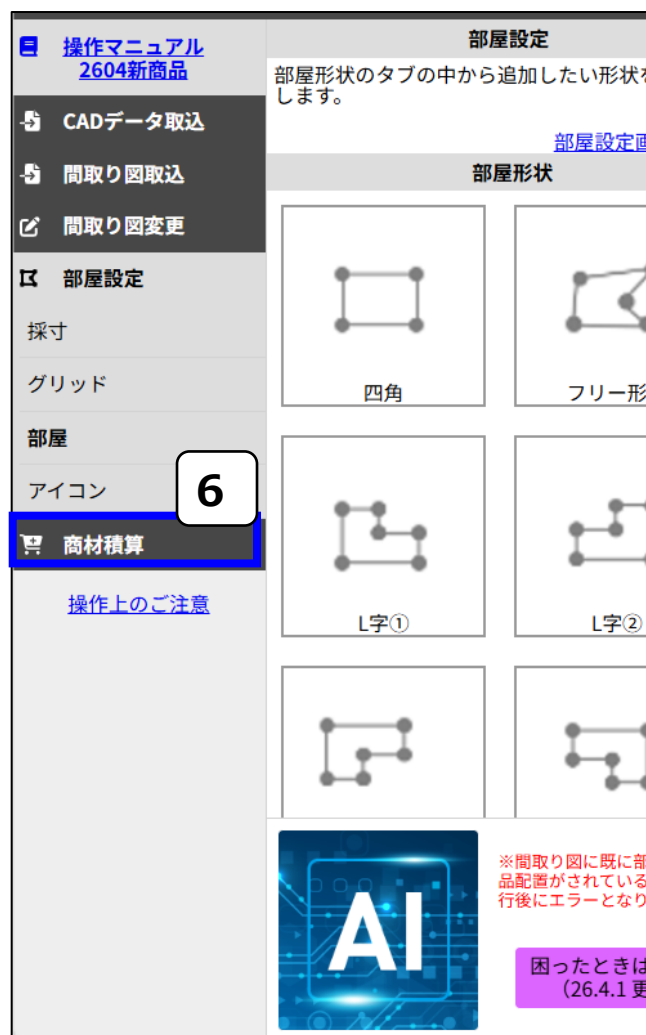 操作マニュアル
2604新商品
CADデータ取込
間取り図取込
間取り図変更
部屋設定
採寸
グリッド
部屋
アイコン
6
商材積算
操作上のご注意
部屋設定
部屋形状のタブの中から追加したい形状
します。
部屋設定
部屋形状
四角
フリー形
L字①
L字②
AI
※間取り図に既に部
品配置がされている
行後にエラーとなり
困ったときは
（26.4.1 更